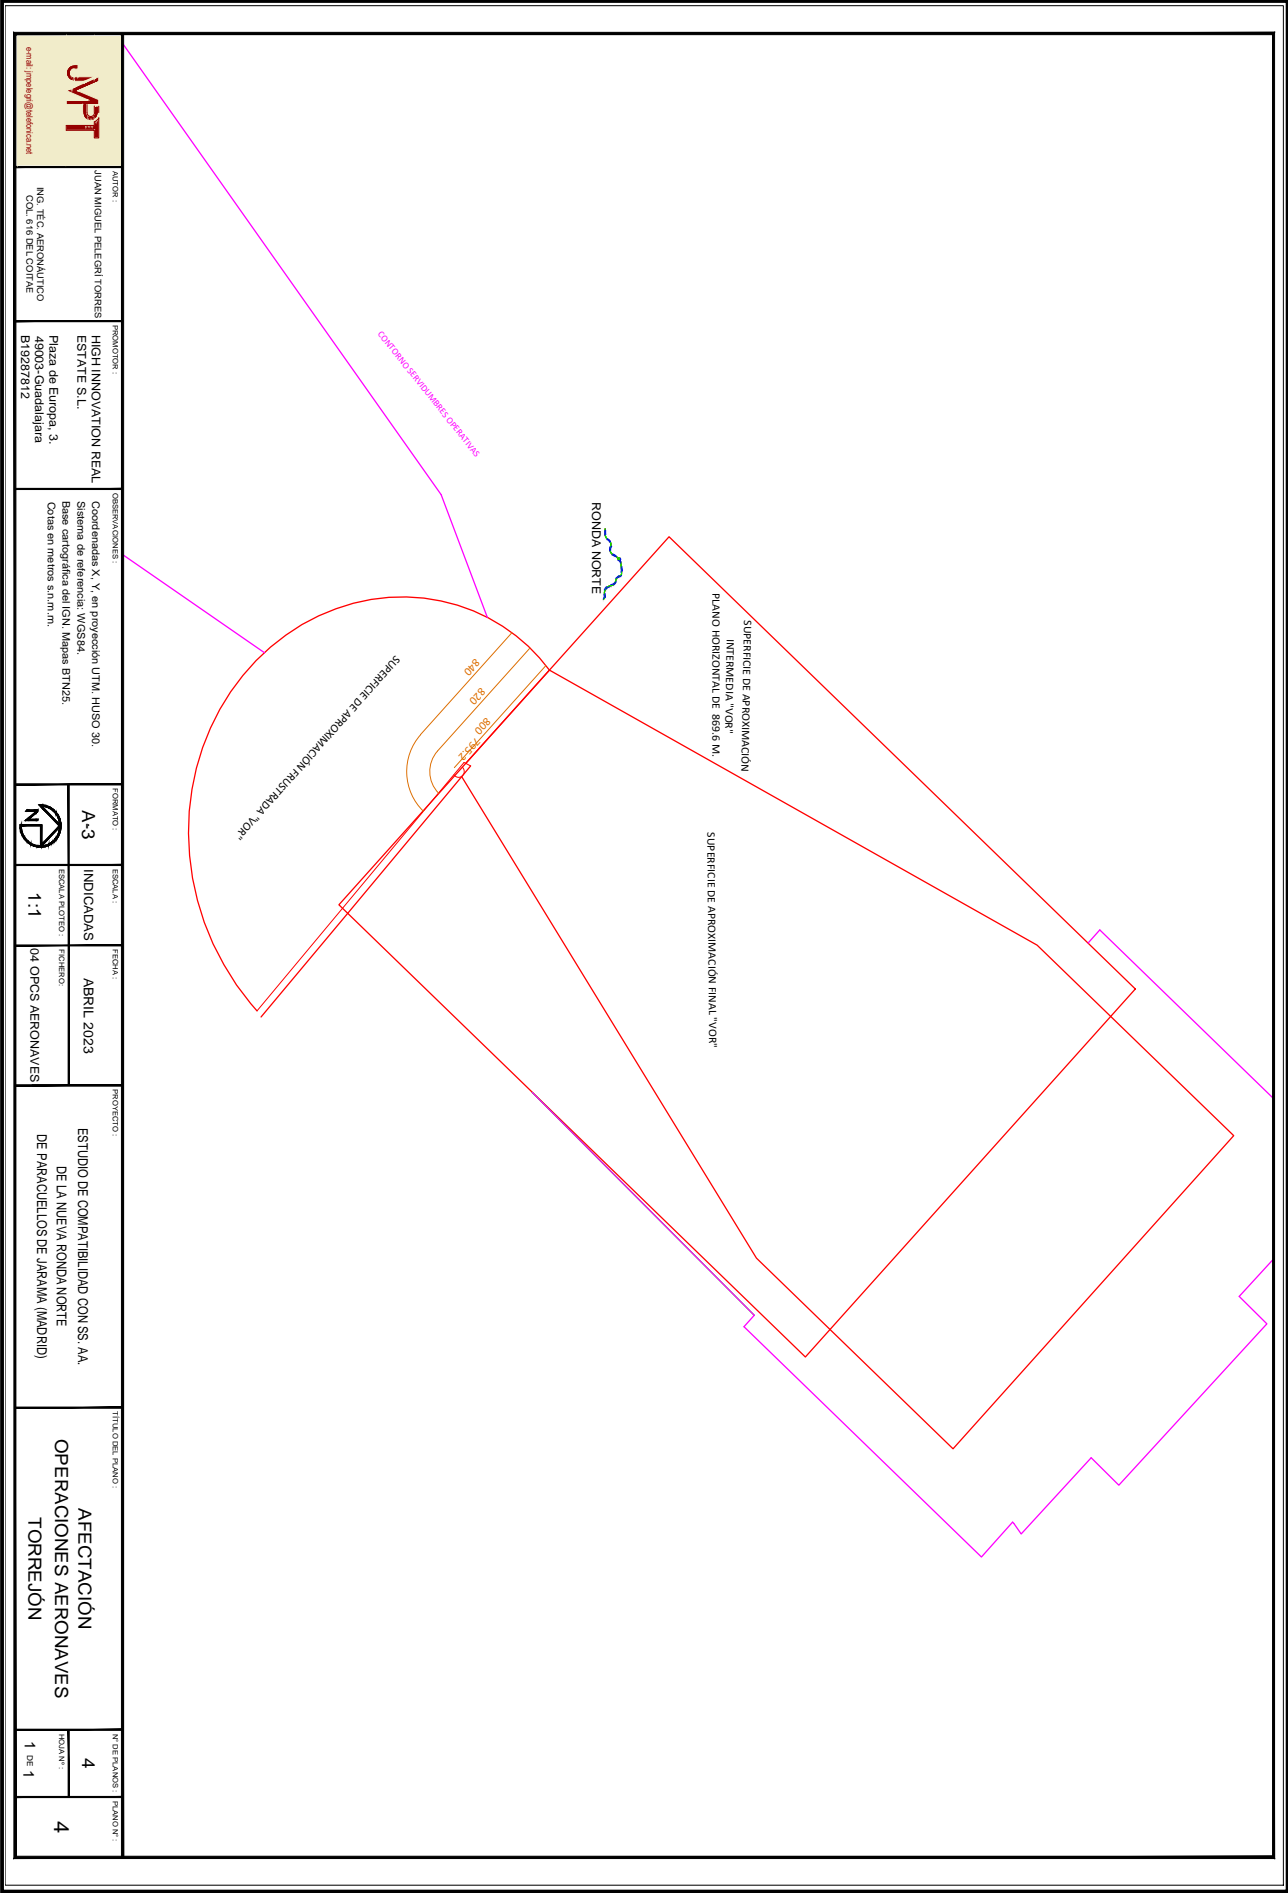 CONTORNO SERVIDUMBRES OPERATIVAS
RONDA NORTE
SUPERFICIE DE APROXIMACIÓN
INTERMEDIA "VOR"
PLANO HORIZONTAL DE 869.6 M.
SUPERFICIE DE APROXIMACIÓN FINAL "VOR"
SUPERFICIE DE APROXIMACIÓN FRUSTRADA "VOR"
840
820
800
795.2
JMPT
e-mail: jmpelegri@telefonica.net
AUTOR :
JUAN MIGUEL PELEGRÍ TORRES
ING. TÉC. AERONÁUTICO
COL. 616 DEL COITAE
PROMOTOR :
HIGH INNOVATION REAL
ESTATE S.L.
Plaza de Europa, 3.
49003-Guadalajara
B19287812
OBSERVACIONES :
Coordenadas X, Y, en proyección UTM. HUSO 30.
Sistema de referencia: WGS84.
Base cartográfica del IGN. Mapas BTN25.
Cotas en metros s.n.m.m.
FORMATO :
A-3
N
ESCALA :
INDICADAS
ESCALA PLOTEO :
1:1
FECHA :
ABRIL 2023
FICHERO:
04 OPCS AERONAVES
PROYECTO :
ESTUDIO DE COMPATIBILIDAD CON SS. AA.
DE LA NUEVA RONDA NORTE
DE PARACUELLOS DE JARAMA (MADRID)
TÍTULO DEL PLANO :
AFECTACIÓN
OPERACIONES AERONAVES
TORREJÓN
Nº DE PLANOS :
4
HOJA Nº :
1 DE 1
PLANO Nº :
4